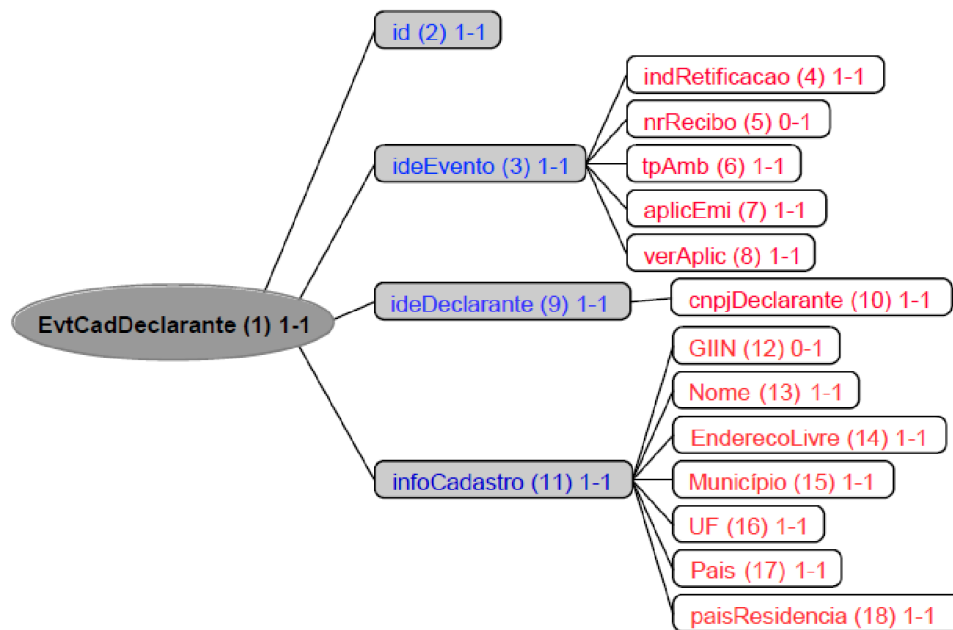 id (2) 1-1
indRetificacao (4) 1-1
nrRecibo (5) 0-1
ideEvento (3) 1-1
tpAmb (6) 1-1
aplicEmi (7) 1-1
verAplic (8) 1-1
ideDeclarante (9) 1-1
cnpjDeclarante (10) 1-1
EvtCadDeclarante (1) 1-1
GIIN (12) 0-1
Nome (13) 1-1
EnderecoLivre (14) 1-1
infoCadastro (11) 1-1
Município (15) 1-1
UF (16) 1-1
Pais (17) 1-1
paisResidencia (18) 1-1